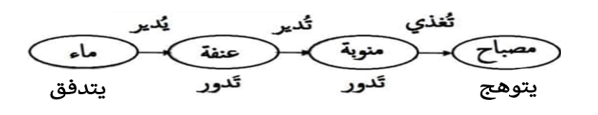 تُغذي تُدير يُدير
مصباح منوبة عنفة ماء
يتوهج تَدور تَدور يتدفق